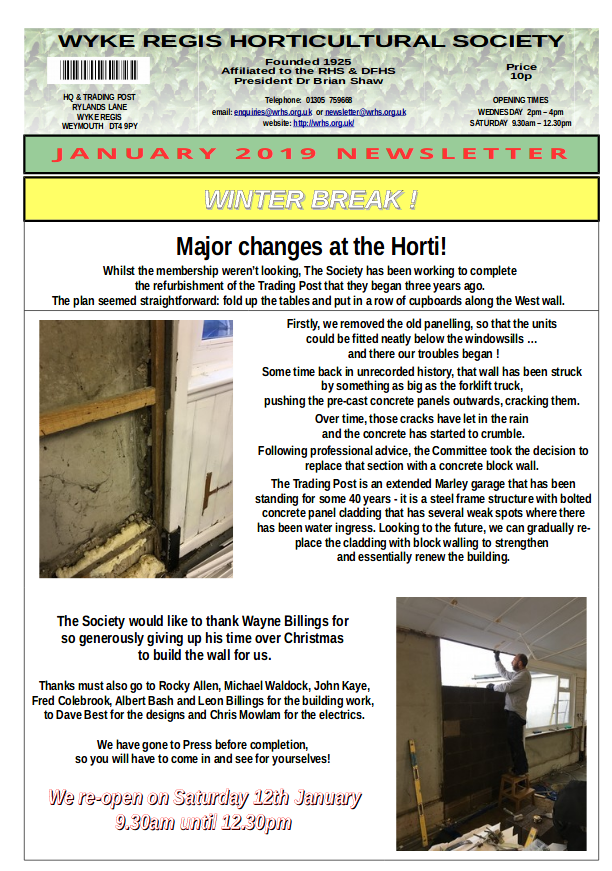 WYKE REGIS HORTICULTURAL SOCIETY
Founded 1925
Affiliated to the RHS & DFHS
President Dr Brian Shaw
Price
10p
HQ & TRADING POST
RYLANDS LANE
WYKE REGIS
WEYMOUTH DT4 9PY
Telephone: 01305 759668
email: enquiries@wrhs.org.uk or newsletter@wrhs.org.uk
website: http://wrhs.org.uk/
OPENING TIMES
WEDNESDAY 2pm – 4pm
SATURDAY 9.30am – 12.30pm
JANUARY 2019 NEWSLETTER
WINTER BREAK !
Major changes at the Horti!
Whilst the membership weren't looking, The Society has been working to complete
the refurbishment of the Trading Post that they began three years ago.
The plan seemed straightforward: fold up the tables and put in a row of cupboards along the West wall.
Firstly, we removed the old panelling, so that the units
could be fitted neatly below the windowsills …
and there our troubles began !
Some time back in unrecorded history, that wall has been struck
by something as big as the forklift truck,
pushing the pre-cast concrete panels outwards, cracking them.
Over time, those cracks have let in the rain
and the concrete has started to crumble.
Following professional advice, the Committee took the decision to
replace that section with a concrete block wall.
The Trading Post is an extended Marley garage that has been
standing for some 40 years - it is a steel frame structure with bolted
concrete panel cladding that has several weak spots where there
has been water ingress. Looking to the future, we can gradually re-
place the cladding with block walling to strengthen
and essentially renew the building.
The Society would like to thank Wayne Billings for
so generously giving up his time over Christmas
to build the wall for us.
Thanks must also go to Rocky Allen, Michael Waldock, John Kaye,
Fred Colebrook, Albert Bash and Leon Billings for the building work,
to Dave Best for the designs and Chris Mowlam for the electrics.
We have gone to Press before completion,
so you will have to come in and see for yourselves!
We re-open on Saturday 12th January
9.30am until 12.30pm